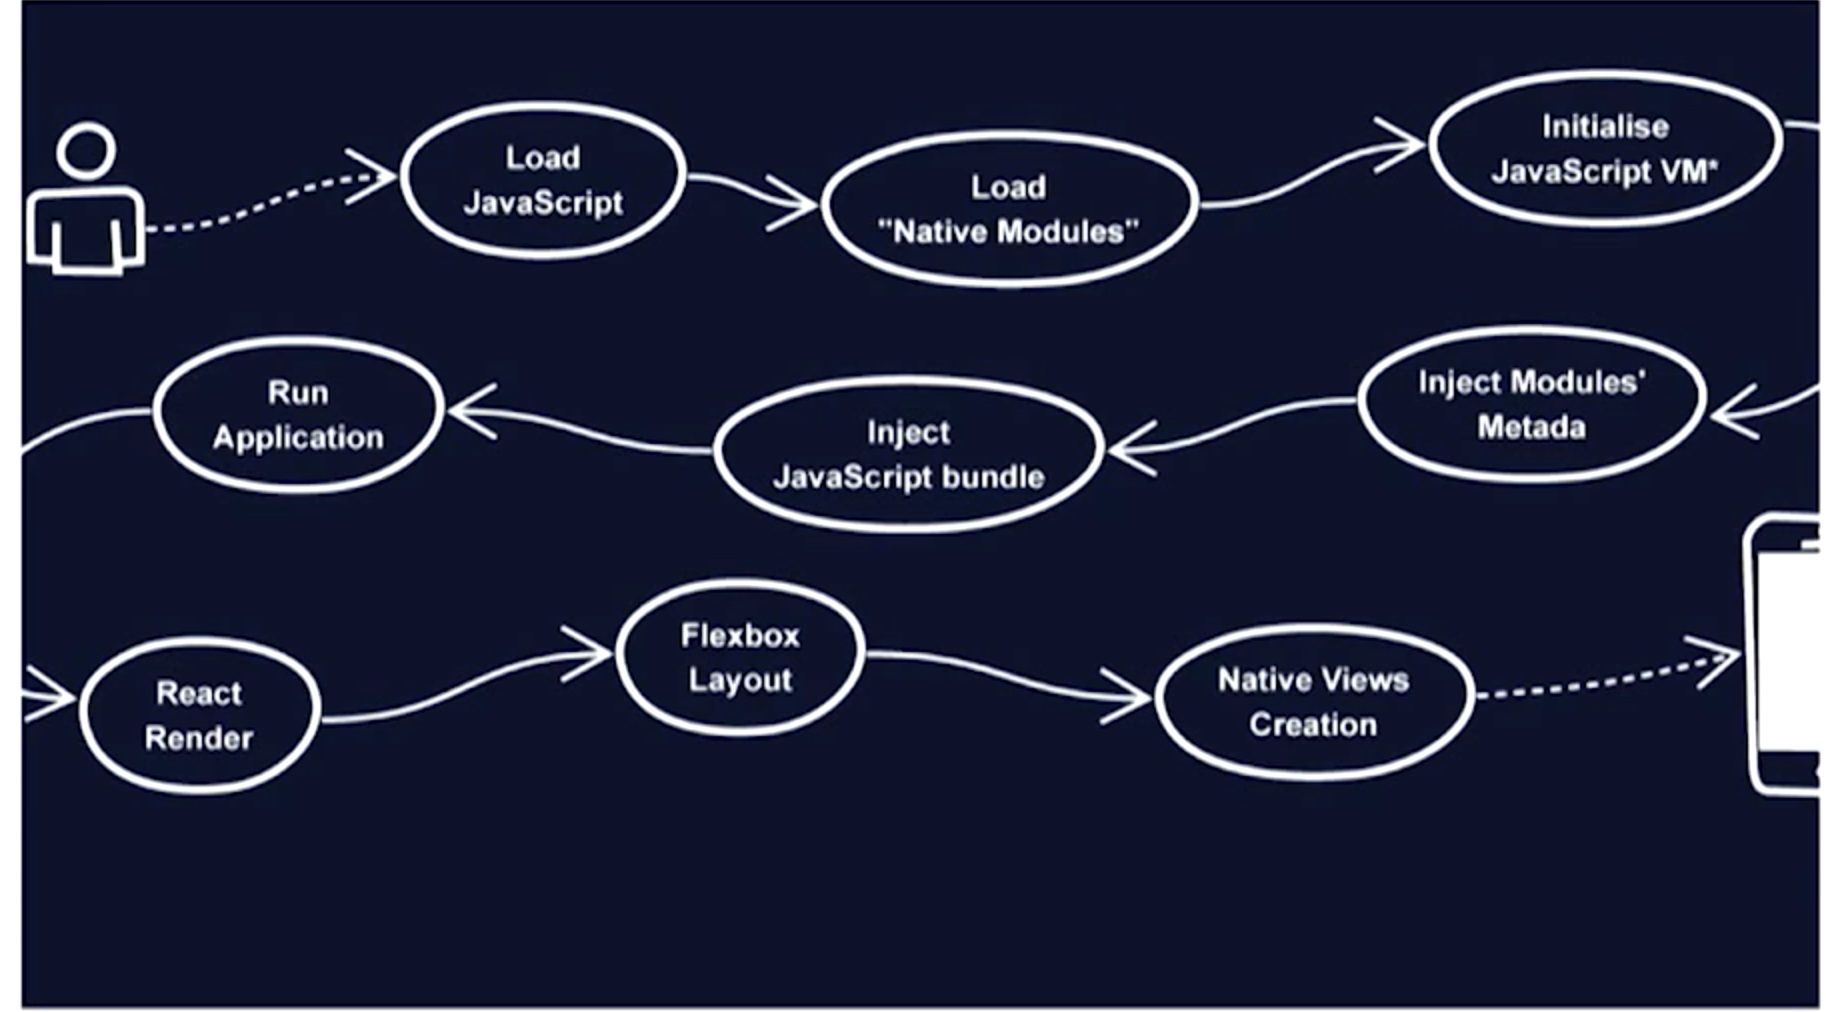 Load
JavaScript
Load
"Native Modules"
Initialise
JavaScript VM*
Inject Modules'
Metada
Inject
JavaScript bundle
Run
Application
React
Render
Flexbox
Layout
Native Views
Creation